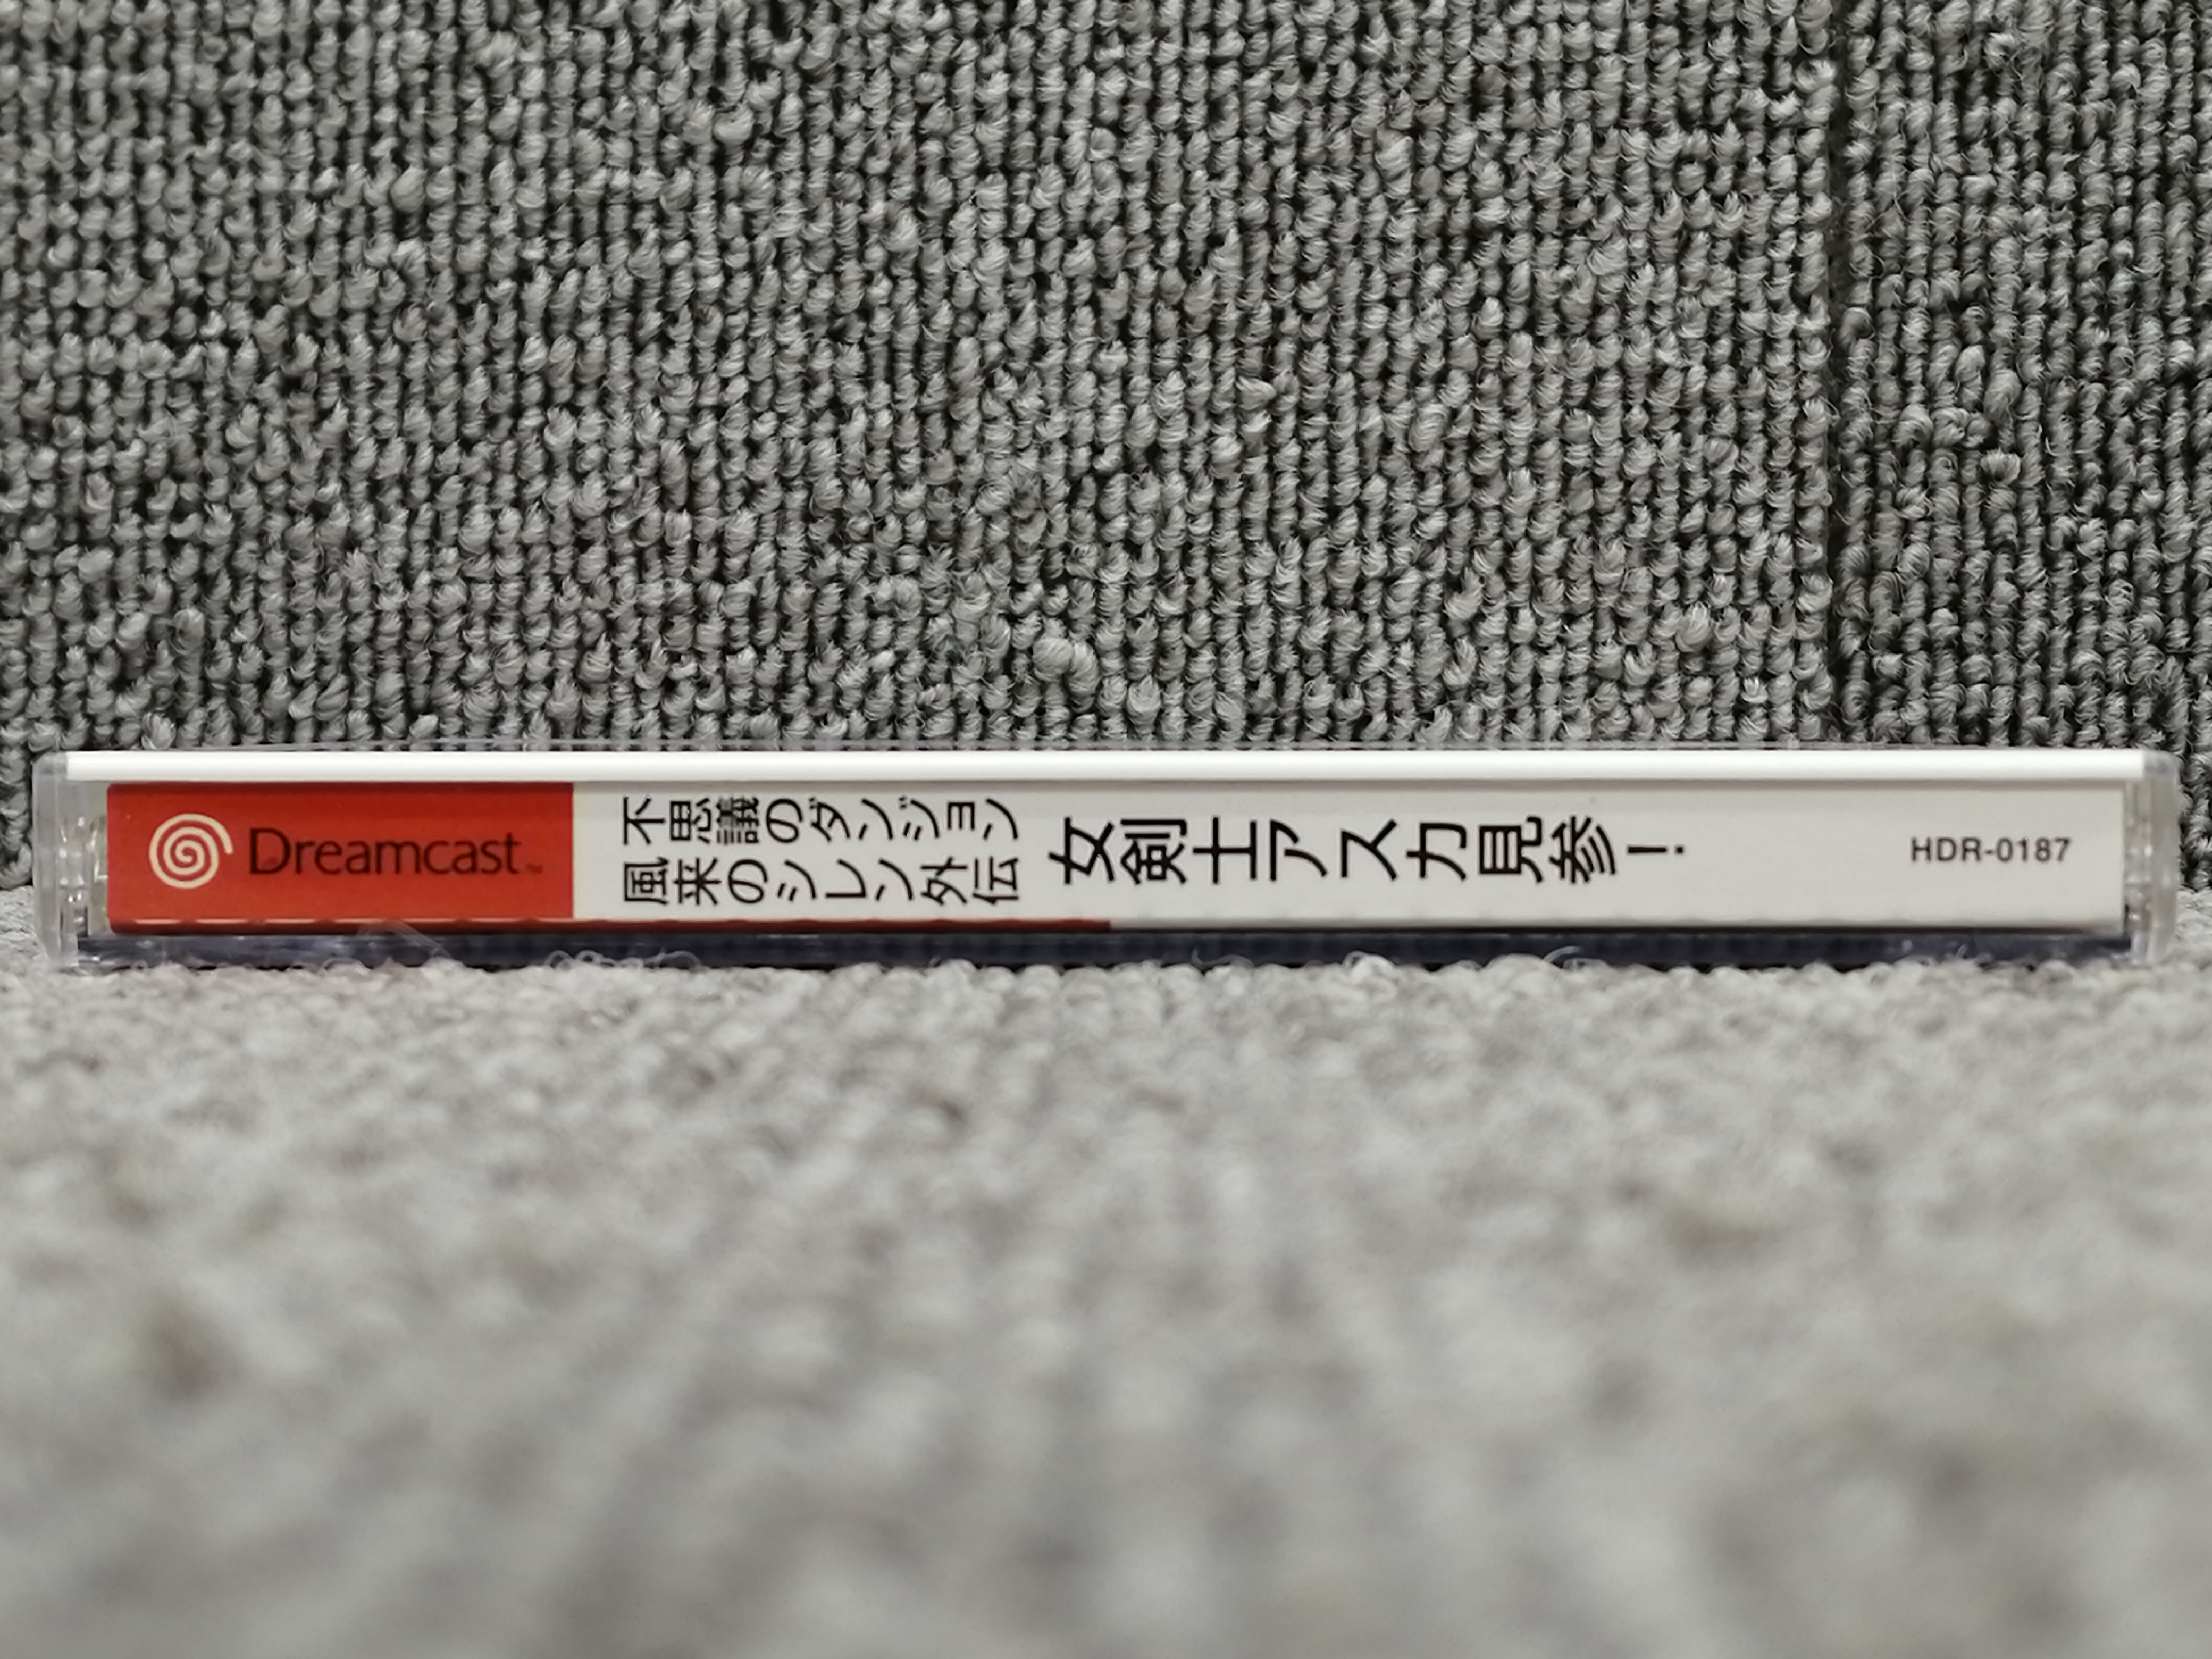 Dreamcast™
不思議のダンジョン
風来のシレン外伝
女剣士アスカ見参!
HDR-0187